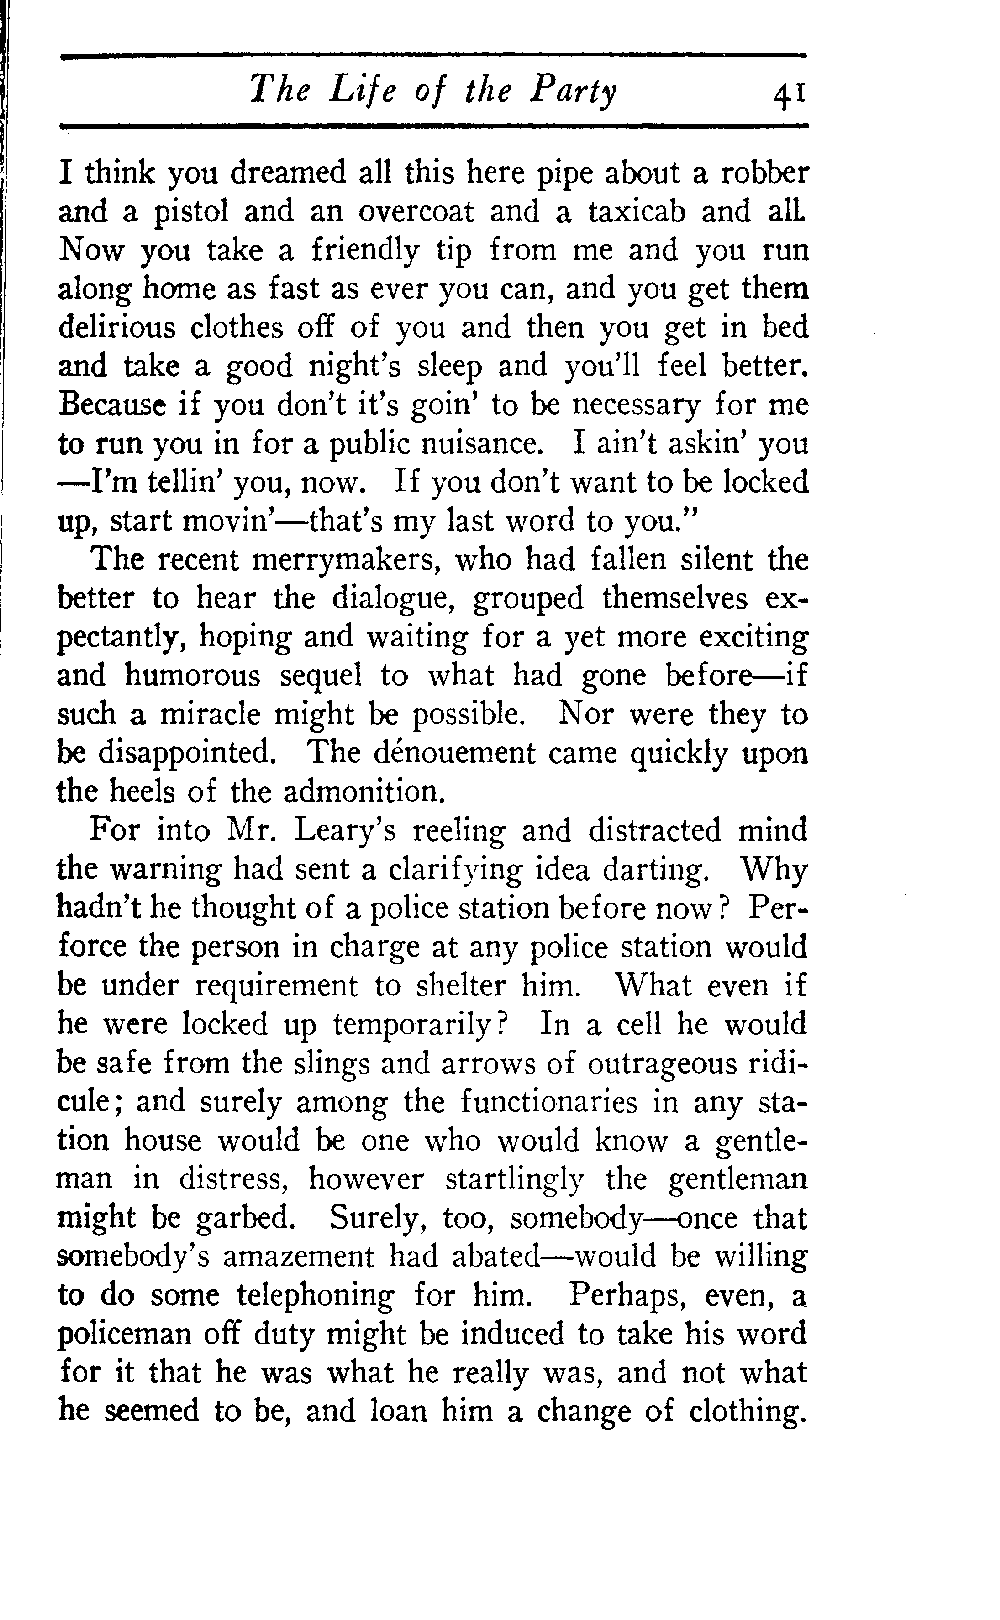 The Life of the Party 41
I think you dreamed all this here pipe about a robber
and a pistol and an overcoat and a taxicab and all.
Now you take a friendly tip from me and you run
along home as fast as ever you can, and you get them
delirious clothes off of you and then you get in bed
and take a good night's sleep and you'll feel better.
Because if you don't it's goin' to be necessary for me
to run you in for a public nuisance. I ain't askin' you
—I'm tellin' you, now. If you don't want to be locked
up, start movin'—that's my last word to you."
The recent merrymakers, who had fallen silent the
better to hear the dialogue, grouped themselves ex-
pectantly, hoping and waiting for a yet more exciting
and humorous sequel to what had gone before—if
such a miracle might be possible. Nor were they to
be disappointed. The dénouement came quickly upon
the heels of the admonition.
For into Mr. Leary's reeling and distracted mind
the warning had sent a clarifying idea darting. Why
hadn't he thought of a police station before now? Per-
force the person in charge at any police station would
be under requirement to shelter him. What even if
he were locked up temporarily? In a cell he would
be safe from the slings and arrows of outrageous ridi-
cule; and surely among the functionaries in any sta-
tion house would be one who would know a gentle-
man in distress, however startlingly the gentleman
might be garbed. Surely, too, somebody—once that
somebody's amazement had abated—would be willing
to do some telephoning for him. Perhaps, even, a
policeman off duty might be induced to take his word
for it that he was what he really was, and not what
he seemed to be, and loan him a change of clothing.